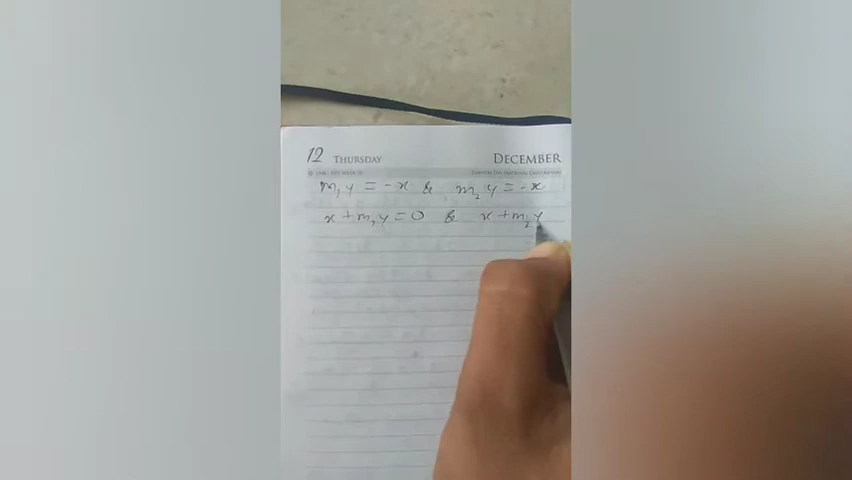 12 THURSDAY DECEMBER
m₁y = -x & m₂y = -x
x + m₁y = 0 & x + m₂y